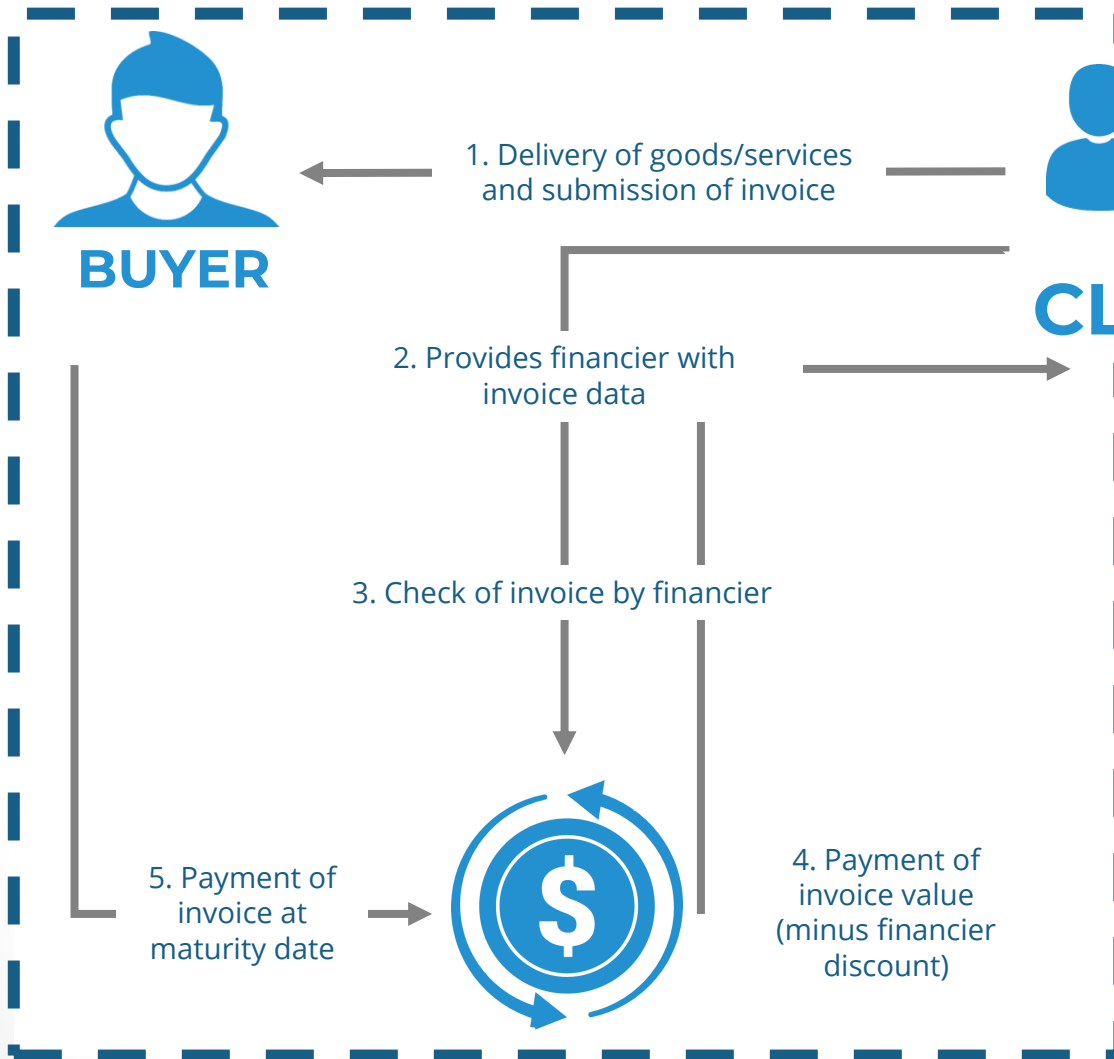 1. Delivery of goods/services
and submission of invoice
BUYER
CL
2. Provides financier with
invoice data
3. Check of invoice by financier
5. Payment of
invoice at
maturity date
$
4. Payment of
invoice value
(minus financier
discount)